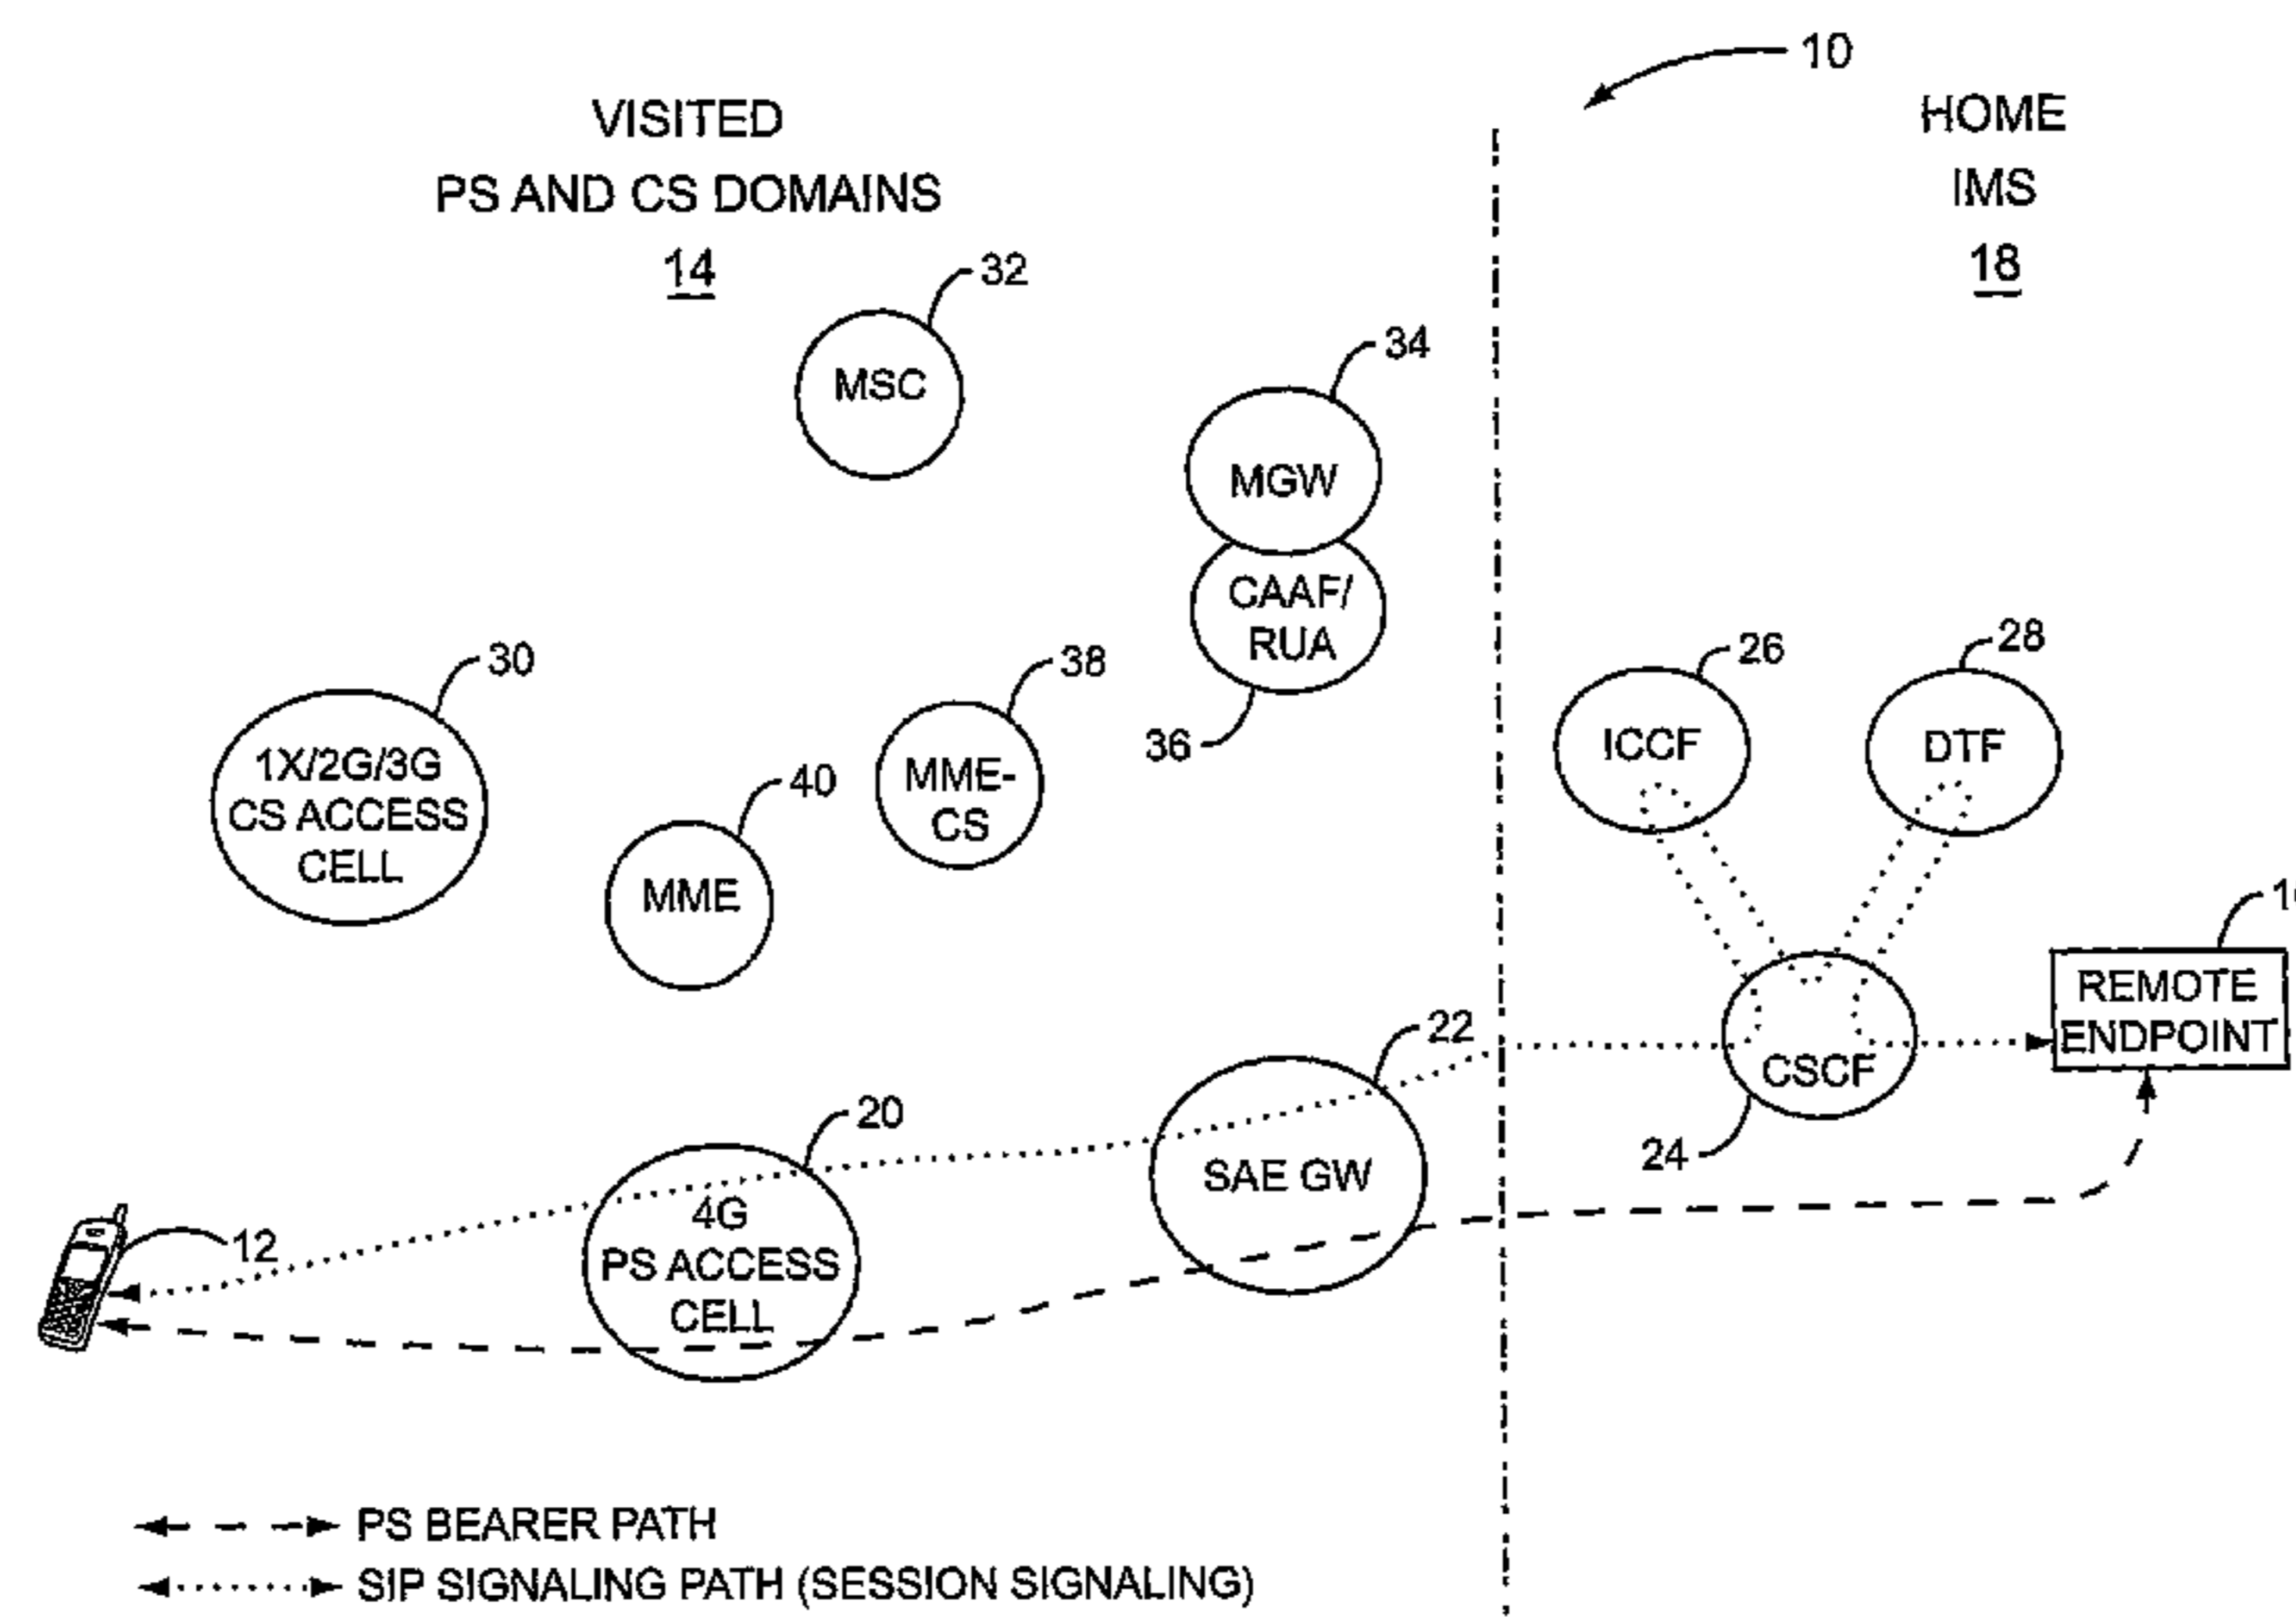 10
VISITED
PS AND CS DOMAINS
14
HOME
IMS
18
32
MSC
34
MGW
CAAF/
RUA
36
30
1X/2G/3G
CS ACCESS
CELL
38
MME-
CS
40
MME
26
ICCF
28
DTF
REMOTE
ENDPOINT
22
SAE GW
CSCF
24
20
4G
PS ACCESS
CELL
12
PS BEARER PATH
SIP SIGNALING PATH (SESSION SIGNALING)